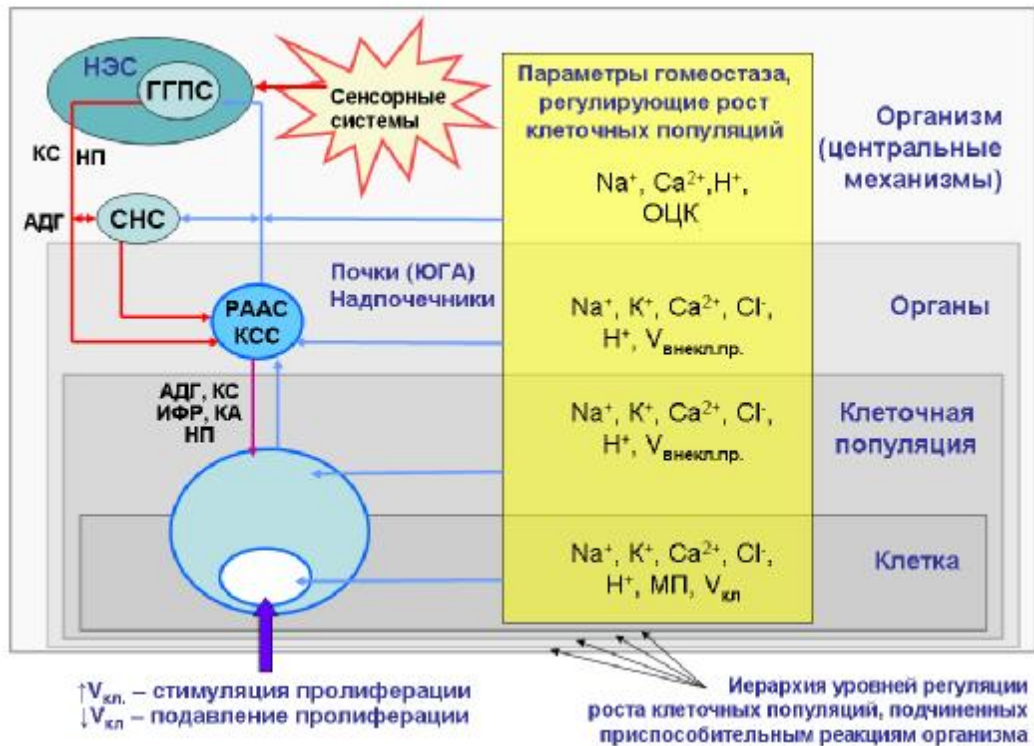 НЭС
ГГПС
Сенсорные
системы
КС
НП
АДГ
СНС
Почки (ЮГА)
Надпочечники
РААС
КСС
АДГ, КС
ИФР, КА
НП
Параметры гомеостаза,
регулирующие рост
клеточных популяций
Na⁺, Ca²⁺,H⁺,
ОЦК
Na⁺, K⁺, Ca²⁺, Cl⁻,
H⁺, Vвнекл.пр.
Na⁺, K⁺, Ca²⁺, Cl⁻,
H⁺, Vвнекл.пр.
Na⁺, K⁺, Ca²⁺, Cl⁻,
H⁺, МП, Vкл
Организм
(центральные
механизмы)
Органы
Клеточная
популяция
Клетка
↑Vкл. – стимуляция пролиферации
↓Vкл – подавление пролиферации
Иерархия уровней регуляции
роста клеточных популяций, подчиненных
приспособительным реакциям организма